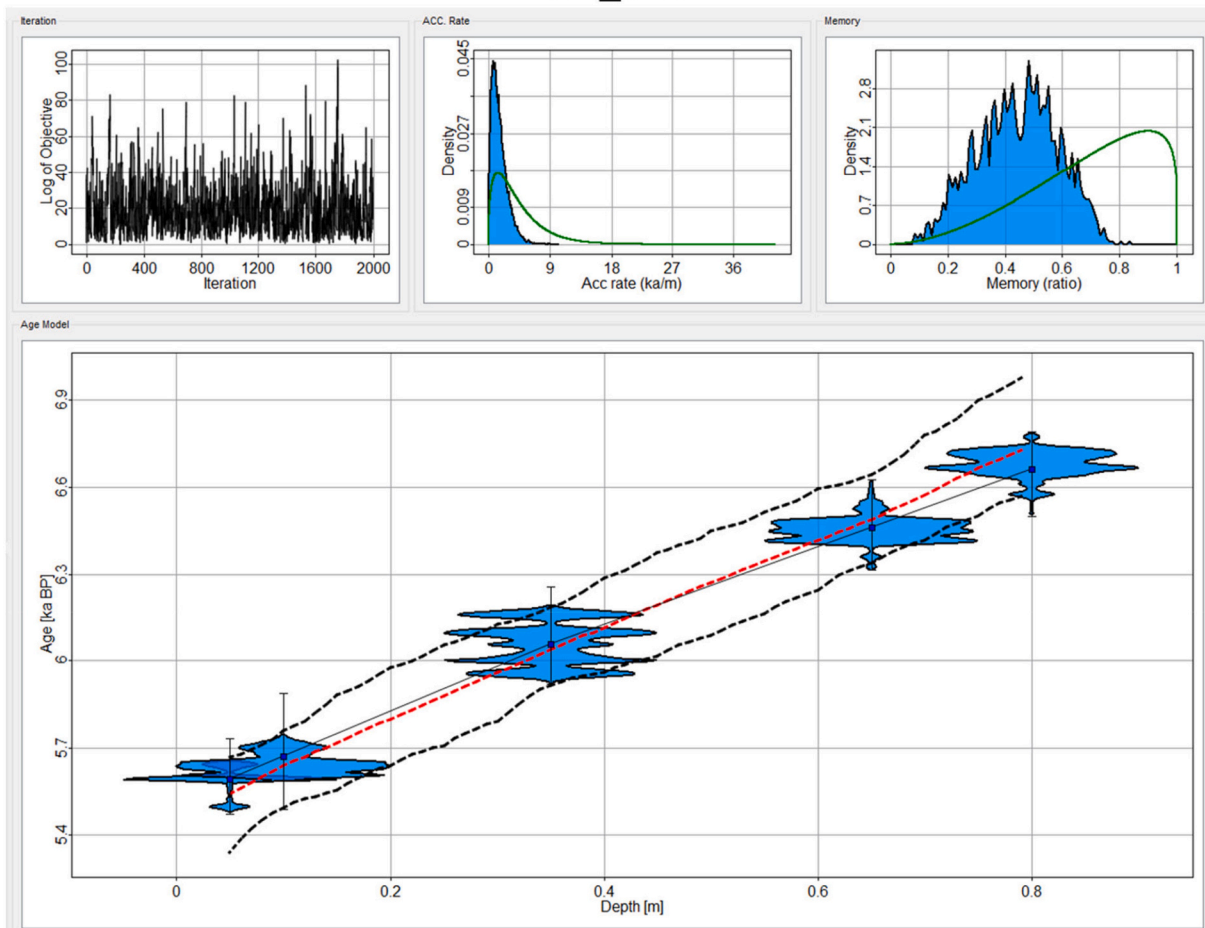 Iteration
ACC. Rate
Memory
Log of Objective
0
20
40
60
80
100
0 400 800 1200 1600 2000
Iteration
Density
0
0.009
0.027
0.045
0 9 18 27 36
Acc rate (ka/m)
Density
0
0.7
1.4
2.1
2.8
0 0.2 0.4 0.6 0.8 1
Memory (ratio)
Age Model
Age [ka BP]
5.4
5.7
6
6.3
6.6
6.9
0 0.2 0.4 0.6 0.8
Depth [m]